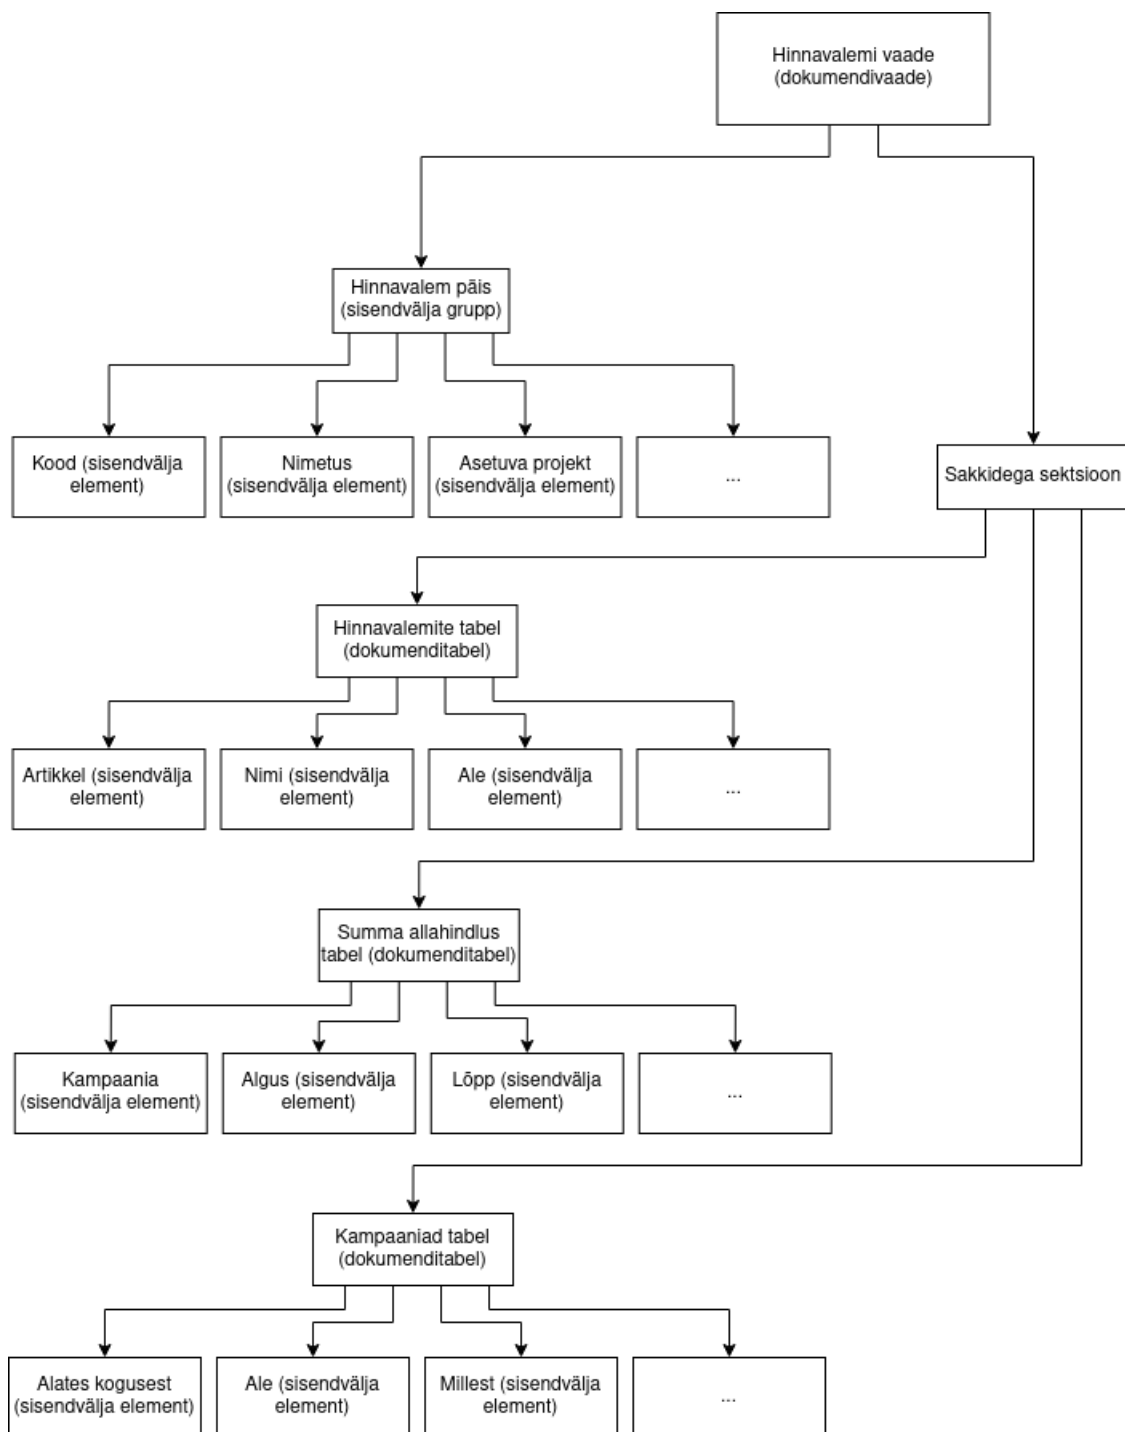 Hinnavalemi vaade
(dokumendivaade)
Hinnavalem päis
(sisendvälja grupp)
Kood (sisendvälja
element)
Nimetus
(sisendvälja element)
Asetuva projekt
(sisendvälja element)
...
Sakkidega sektsioon
Hinnavalemite tabel
(dokumenditabel)
Artikkel (sisendvälja
element)
Nimi (sisendvälja
element)
Ale (sisendvälja
element)
...
Summa allahindlus
tabel (dokumenditabel)
Kampaania
(sisendvälja element)
Algus (sisendvälja
element)
Lõpp (sisendvälja
element)
...
Kampaaniad tabel
(dokumenditabel)
Alates kogusest
(sisendvälja element)
Ale (sisendvälja
element)
Millest (sisendvälja
element)
...